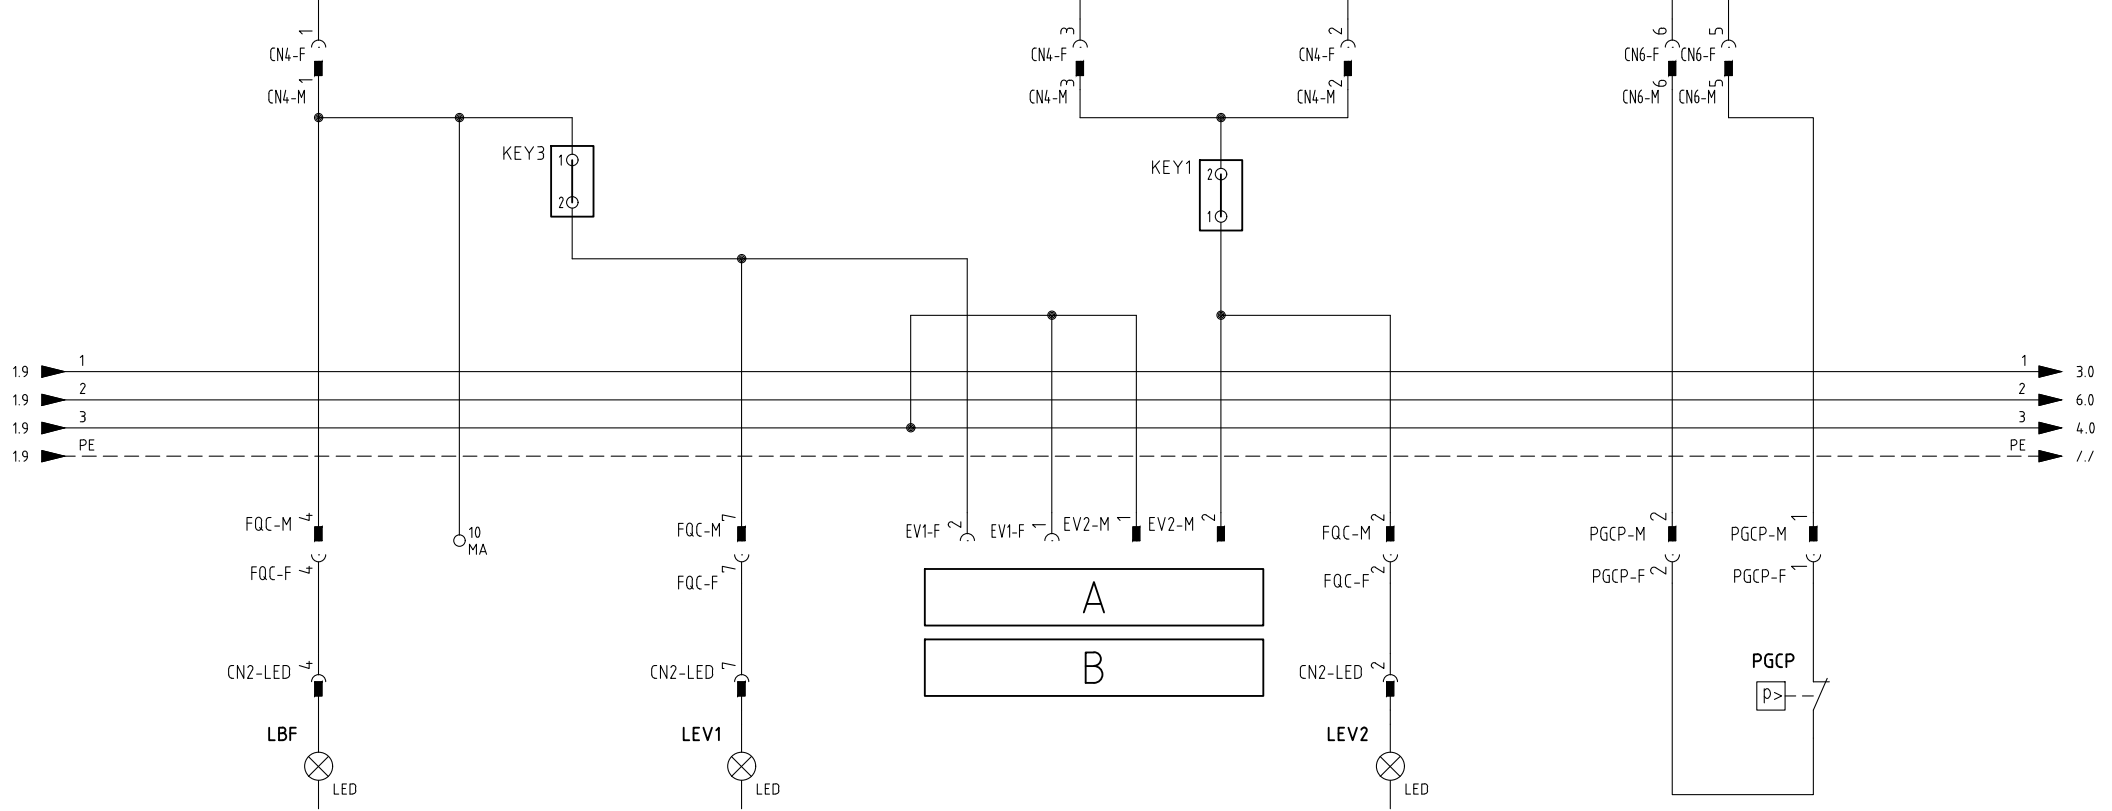 1 3 2 6 5
CN4-F CN4-F CN4-F CN6-F CN6-F
1 3 2 6 5
CN4-M CN4-M CN4-M CN6-M CN6-M
KEY3 1
2
KEY1 2
1
1.9 1 1 3.0
1.9 2 2 6.0
1.9 3 3 4.0
1.9 PE PE /./
FQC-M 4
10
MA
FQC-M 7
EV1-F 2
EV1-F 1
EV2-M 1
EV2-M 2
FQC-M 2
PGCP-M 2
PGCP-M 1
FQC-F 4
FQC-F 7
FQC-F 2
PGCP-F 2
PGCP-F 1
A
B
CN2-LED 4
CN2-LED 7
CN2-LED 2
PGCP
p>
LBF
LED
LEV1
LED
LEV2
LED